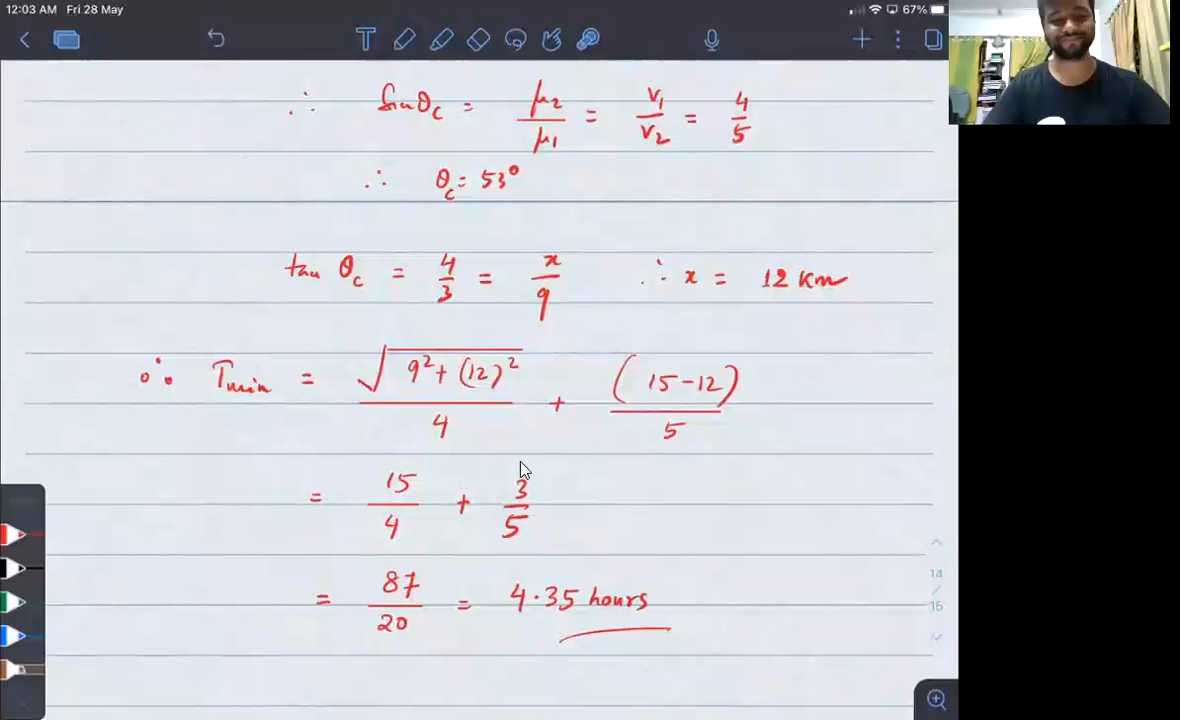 12:03 AM Fri 28 May 67%
∴ Sinθc = μ2/μ1 = v1/v2 = 4/5
∴ θc = 53°
tan θc = 4/3 = x/9 ∴ x = 12 km
∴ Tmin = √(9² + (12)²)/4 + (15-12)/5
= 15/4 + 3/5
= 87/20 = 4.35 hours
14
/
15